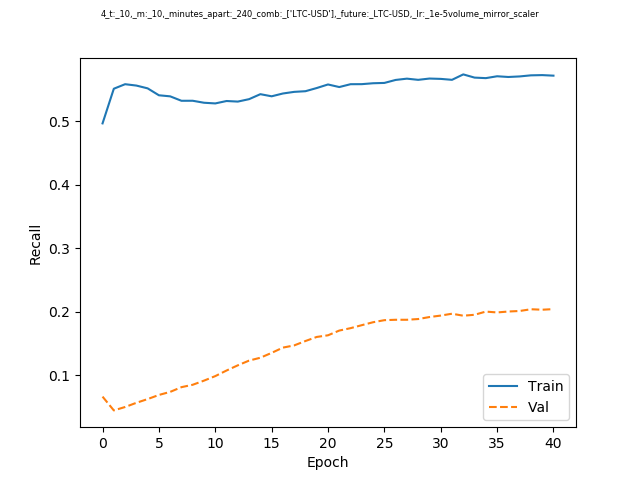 4_t:_10,_m:_10,_minutes_apart:_240_comb:_['LTC-USD'],_future:_LTC-USD,_lr:_1e-5volume_mirror_scaler
0.5
0.4
0.3
0.2
0.1
Recall
Train
Val
0 5 10 15 20 25 30 35 40
Epoch